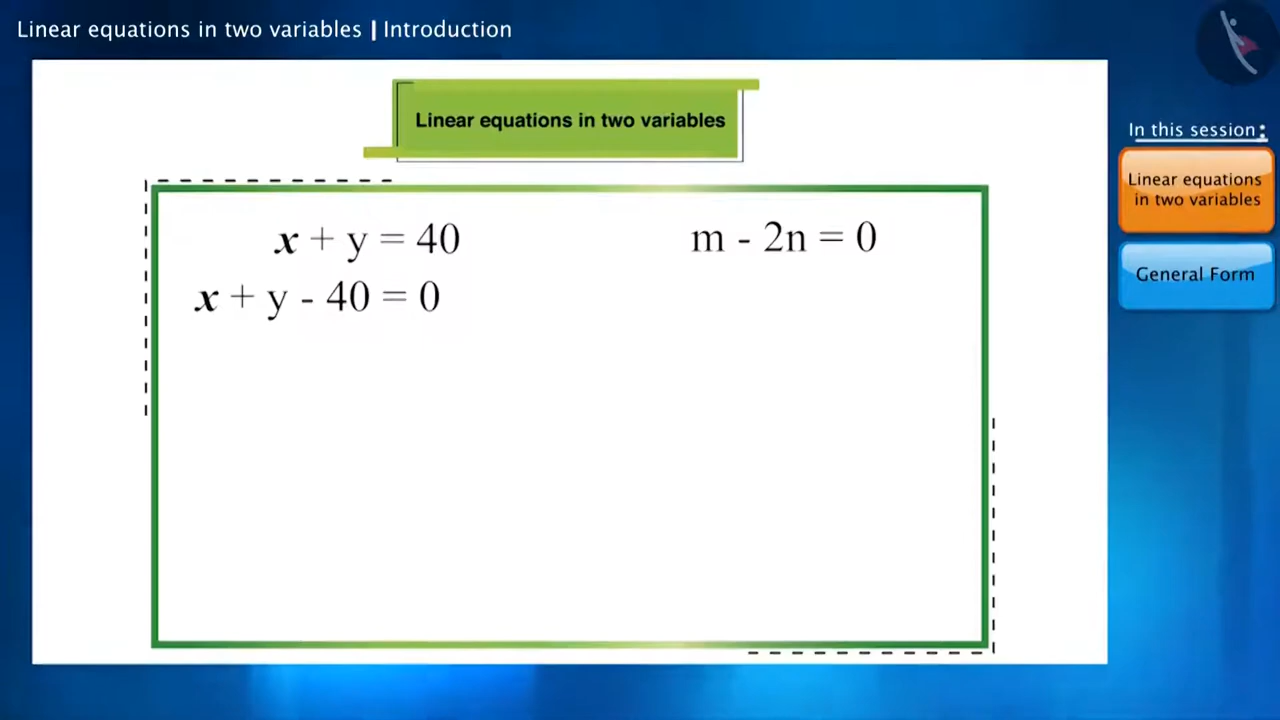 Linear equations in two variables | Introduction
Linear equations in two variables
x + y = 40
m - 2n = 0
x + y - 40 = 0
In this session:
Linear equations
in two variables
General Form